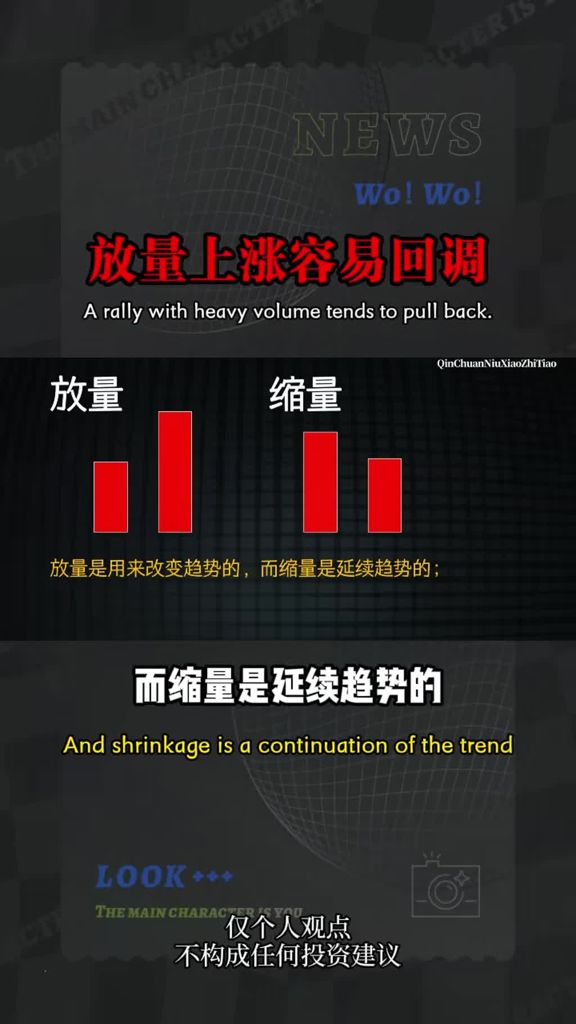 THE MAIN CHARACTER IS
NEWS
Wo! Wo!
放量上涨容易回调
A rally with heavy volume tends to pull back.
QinChuanNiuXiaoZhiTiao
放量
缩量
放量是用来改变趋势的，而缩量是延续趋势的；
而缩量是延续趋势的
And shrinkage is a continuation of the trend
LOOK
THE MAIN CHARACTER IS YOU
仅个人观点
不构成任何投资建议